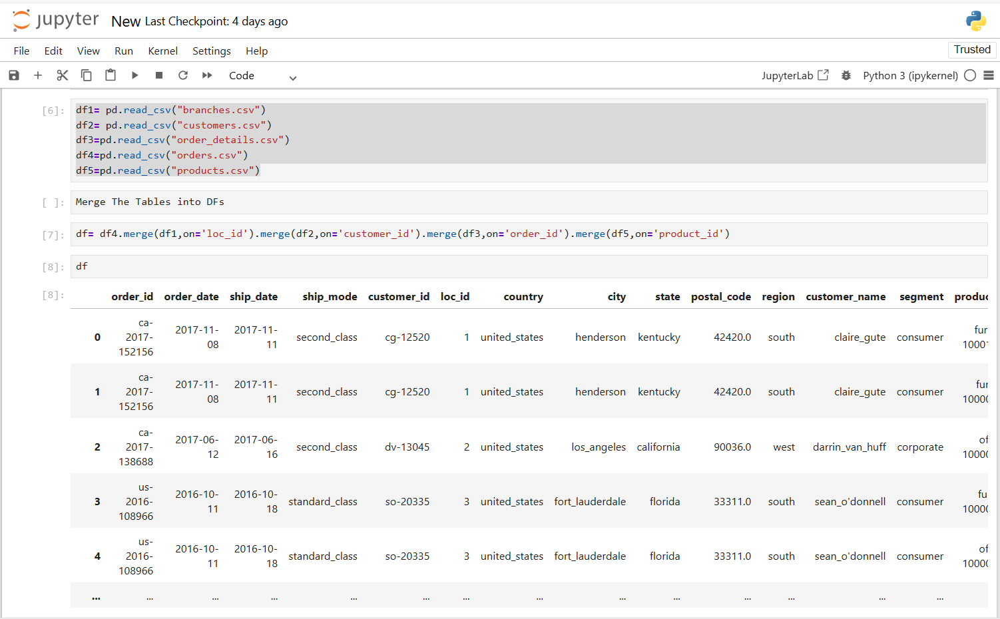 jupyter New Last Checkpoint: 4 days ago
File Edit View Run Kernel Settings Help Trusted
Code JupyterLab Python 3 (ipykernel)
[6]: df1= pd.read_csv("branches.csv")
df2= pd.read_csv("customers.csv")
df3=pd.read_csv("order_details.csv")
df4=pd.read_csv("orders.csv")
df5=pd.read_csv("products.csv")
[ ]: Merge The Tables into DFs
[7]: df= df4.merge(df1,on='loc_id').merge(df2,on='customer_id').merge(df3,on='order_id').merge(df5,on='product_id')
[8]: df
[8]:
order_id order_date ship_date ship_mode customer_id loc_id country city state postal_code region customer_name segment produc
0 ca-2017-152156 2017-11-08 2017-11-11 second_class cg-12520 1 united_states henderson kentucky 42420.0 south claire_gute consumer fur 1000
1 ca-2017-152156 2017-11-08 2017-11-11 second_class cg-12520 1 united_states henderson kentucky 42420.0 south claire_gute consumer fur 1000
2 ca-2017-138688 2017-06-12 2017-06-16 second_class dv-13045 2 united_states los_angeles california 90036.0 west darrin_van_huff corporate of 1000
3 us-2016-108966 2016-10-11 2016-10-18 standard_class so-20335 3 united_states fort_lauderdale florida 33311.0 south sean_o'donnell consumer fu 1000
4 us-2016-108966 2016-10-11 2016-10-18 standard_class so-20335 3 united_states fort_lauderdale florida 33311.0 south sean_o'donnell consumer of 1000
... ... ... ... ... ... ... ... ... ... ... ... ... ...